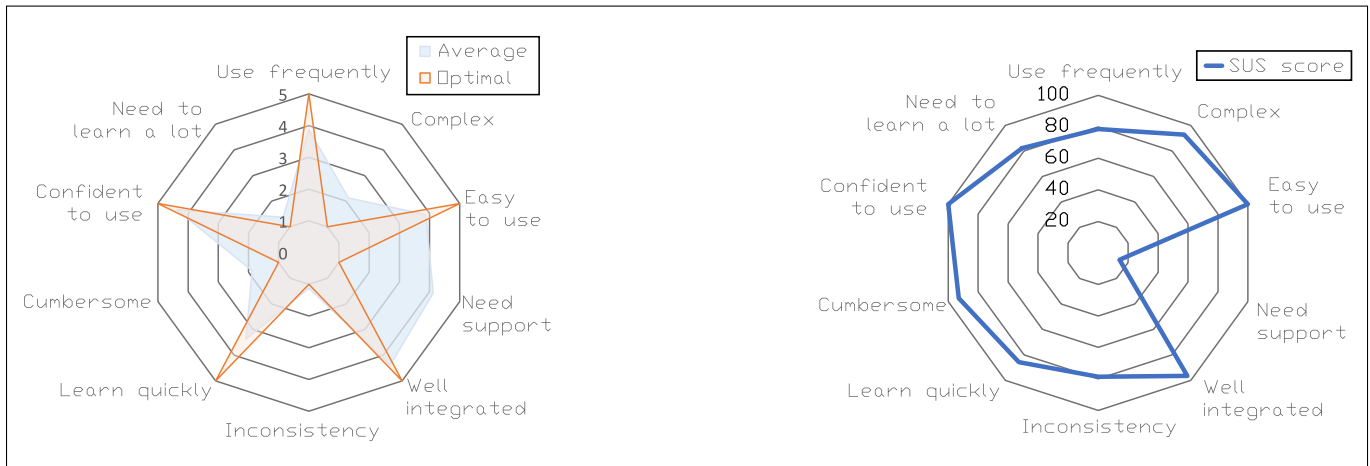 Average
Optimal
Use frequently
Complex
Easy
to use
Need
support
Well
integrated
Inconsistency
Learn quickly
Cumbersome
Confident
to use
Need to
learn a lot
5
4
3
2
1
0
SUS score
Use frequently
Complex
Easy
to use
Need
support
Well
integrated
Inconsistency
Learn quickly
Cumbersome
Confident
to use
Need to
learn a lot
100
80
60
40
20